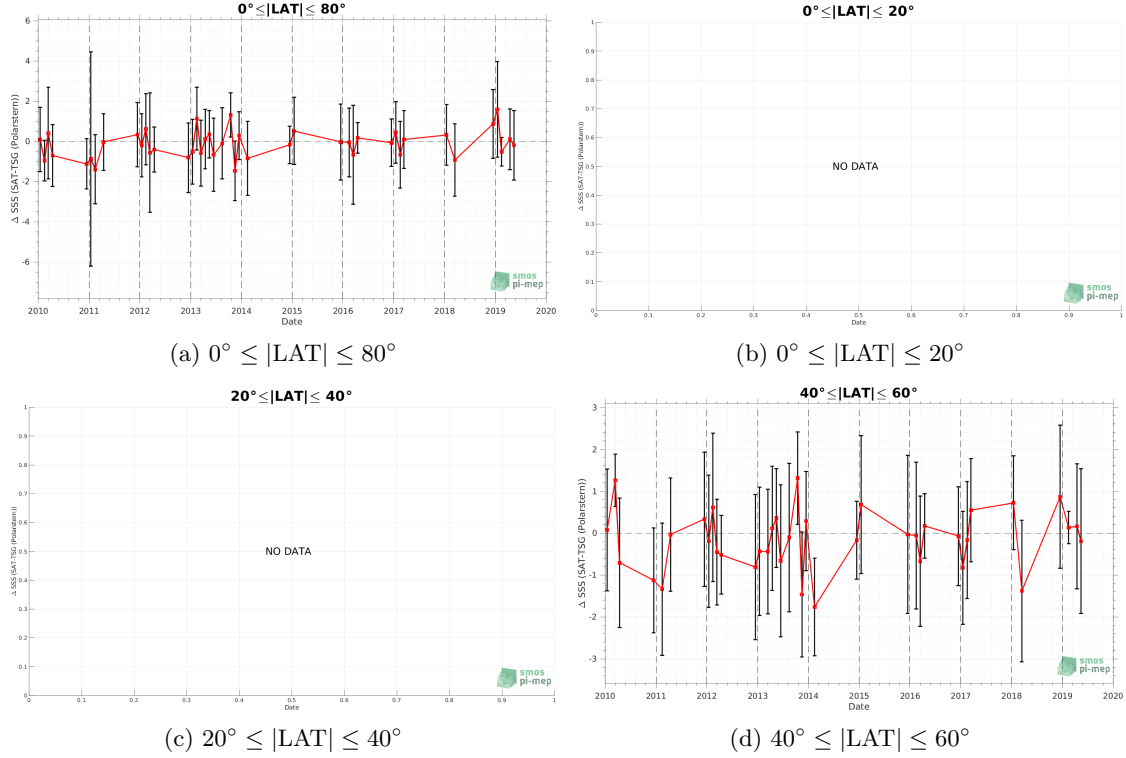 0°≤|LAT|≤ 80°
Δ SSS (SAT-TSG (Polarstern))
6
4
2
0
-2
-4
-6
2010 2011 2012 2013 2014 2015 2016 2017 2018 2019 2020
Date
smos
pi-mep
(a) 0° ≤ |LAT| ≤ 80°
0°≤|LAT|≤ 20°
Δ SSS (SAT-TSG (Polarstern))
1
0.9
0.8
0.7
0.6
0.5
0.4
0.3
0.2
0.1
0
NO DATA
0 0.1 0.2 0.3 0.4 0.5 0.6 0.7 0.8 0.9 1
Date
smos
pi-mep
(b) 0° ≤ |LAT| ≤ 20°
20°≤|LAT|≤ 40°
Δ SSS (SAT-TSG (Polarstern))
1
0.9
0.8
0.7
0.6
0.5
0.4
0.3
0.2
0.1
0
NO DATA
0 0.1 0.2 0.3 0.4 0.5 0.6 0.7 0.8 0.9 1
Date
smos
pi-mep
(c) 20° ≤ |LAT| ≤ 40°
40°≤|LAT|≤ 60°
Δ SSS (SAT-TSG (Polarstern))
3
2
1
0
-1
-2
-3
2010 2011 2012 2013 2014 2015 2016 2017 2018 2019 2020
Date
smos
pi-mep
(d) 40° ≤ |LAT| ≤ 60°